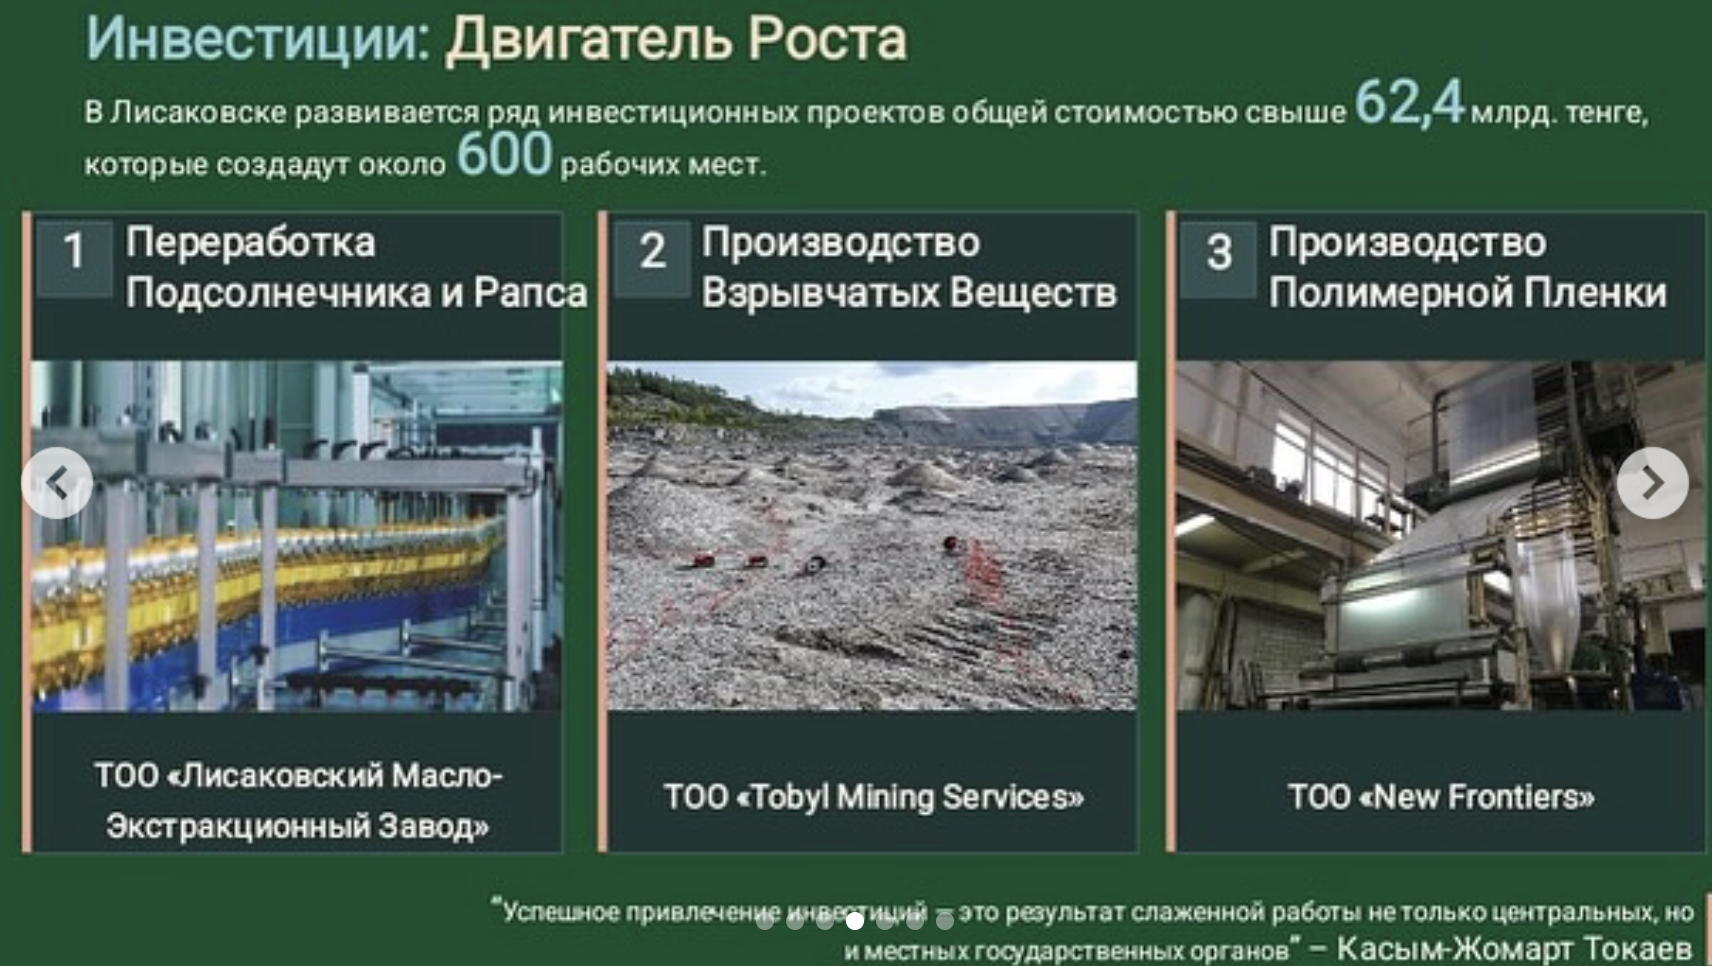 Инвестиции: Двигатель Роста
В Лисаковске развивается ряд инвестиционных проектов общей стоимостью свыше 62,4 млрд. тенге,
которые создадут около 600 рабочих мест.
1 Переработка
Подсолнечника и Рапса
ТОО «Лисаковский Масло-
Экстракционный Завод»
2 Производство
Взрывчатых Веществ
ТОО «Tobyl Mining Services»
3 Производство
Полимерной Пленки
ТОО «New Frontiers»
“Успешное привлечение инвестиций – это результат слаженной работы не только центральных, но
и местных государственных органов” – Касым-Жомарт Токаев